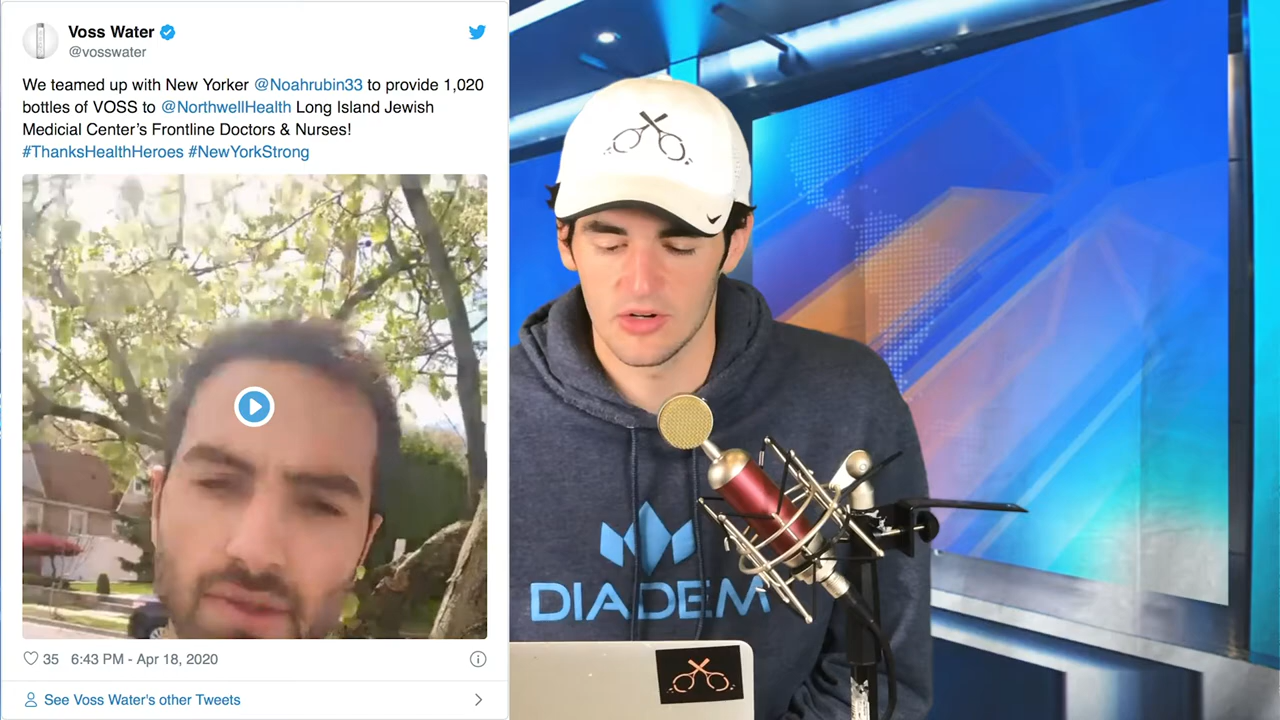 Voss Water
@vosswater
We teamed up with New Yorker @Noahrubin33 to provide 1,020
bottles of VOSS to @NorthwellHealth Long Island Jewish
Medicial Center's Frontline Doctors & Nurses!
#ThanksHealthHeroes #NewYorkStrong
35 6:43 PM - Apr 18, 2020
See Voss Water's other Tweets
DIADEM